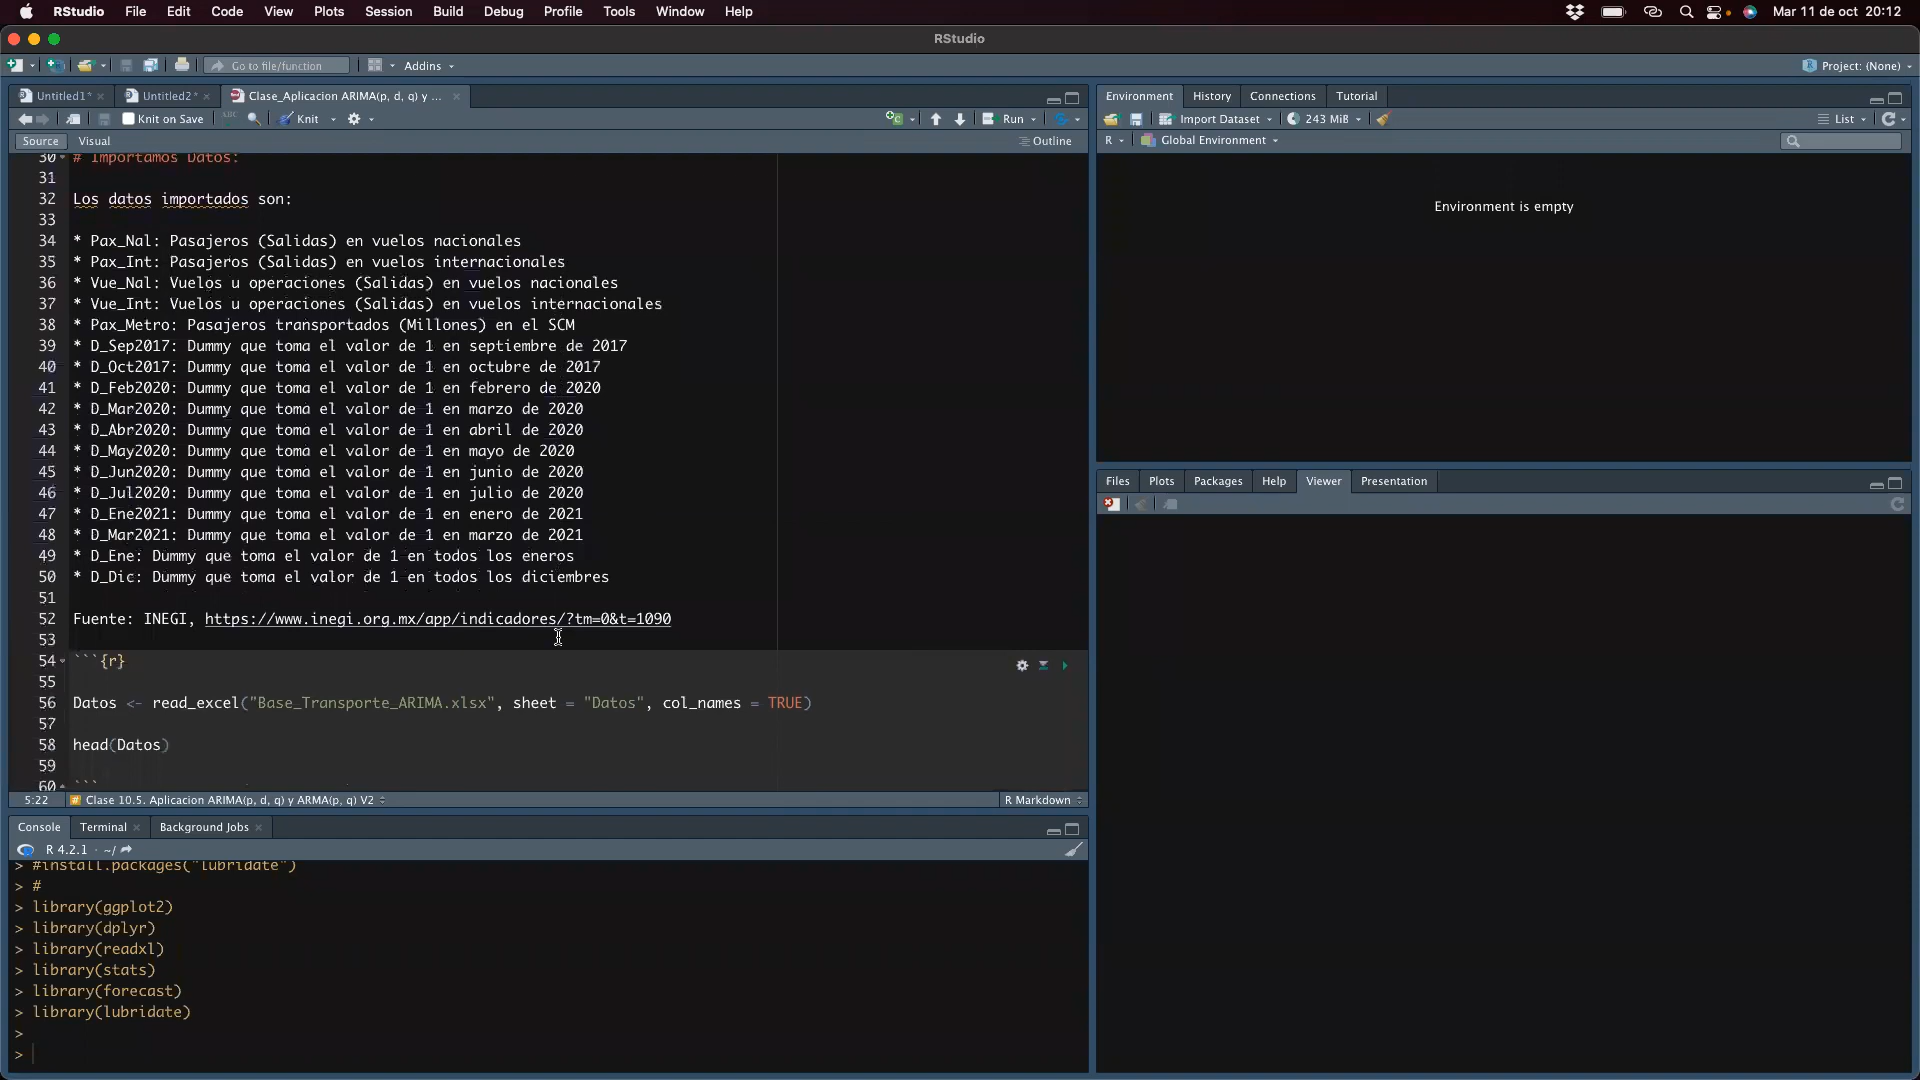 RStudio File Edit Code View Plots Session Build Debug Profile Tools Window Help Mar 11 de oct 20:12
RStudio
Go to file/function Addins Project: (None)
Untitled1* Untitled2* Clase_Aplicacion ARIMA(p, d, q) y ...
Knit on Save ABC Knit Run
Source Visual Outline
30 # Importamos Datos:
31
32 Los datos importados son:
33
34 * Pax_Nal: Pasajeros (Salidas) en vuelos nacionales
35 * Pax_Int: Pasajeros (Salidas) en vuelos internacionales
36 * Vue_Nal: Vuelos u operaciones (Salidas) en vuelos nacionales
37 * Vue_Int: Vuelos u operaciones (Salidas) en vuelos internacionales
38 * Pax_Metro: Pasajeros transportados (Millones) en el SCM
39 * D_Sep2017: Dummy que toma el valor de 1 en septiembre de 2017
40 * D_Oct2017: Dummy que toma el valor de 1 en octubre de 2017
41 * D_Feb2020: Dummy que toma el valor de 1 en febrero de 2020
42 * D_Mar2020: Dummy que toma el valor de 1 en marzo de 2020
43 * D_Abr2020: Dummy que toma el valor de 1 en abril de 2020
44 * D_May2020: Dummy que toma el valor de 1 en mayo de 2020
45 * D_Jun2020: Dummy que toma el valor de 1 en junio de 2020
46 * D_Jul2020: Dummy que toma el valor de 1 en julio de 2020
47 * D_Ene2021: Dummy que toma el valor de 1 en enero de 2021
48 * D_Mar2021: Dummy que toma el valor de 1 en marzo de 2021
49 * D_Ene: Dummy que toma el valor de 1 en todos los eneros
50 * D_Dic: Dummy que toma el valor de 1 en todos los diciembres
51
52 Fuente: INEGI, https://www.inegi.org.mx/app/indicadores/?tm=0&t=1090
53
54 ```{r}
55
56 Datos <- read_excel("Base_Transporte_ARIMA.xlsx", sheet = "Datos", col_names = TRUE)
57
58 head(Datos)
59
60 ```
5:22 # Clase 10.5. Aplicacion ARIMA(p, d, q) y ARMA(p, q) V2 R Markdown
Console Terminal Background Jobs
R 4.2.1 · ~/
> #install.packages("lubridate")
> #
> library(ggplot2)
> library(dplyr)
> library(readxl)
> library(stats)
> library(forecast)
> library(lubridate)
>
>
Environment History Connections Tutorial
Import Dataset 243 MiB List
R Global Environment
Environment is empty
Files Plots Packages Help Viewer Presentation